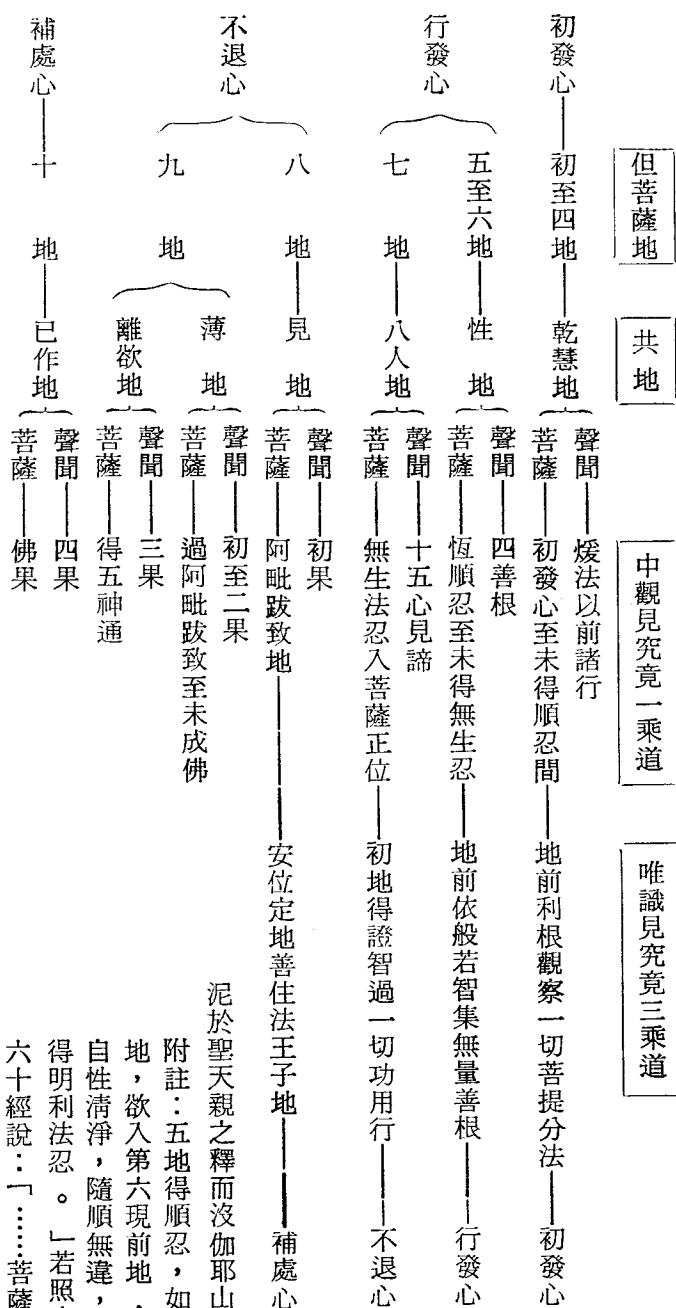 但菩薩地
共地
中觀見究竟一乘道
唯識見究竟三乘道
初發心——初至四地——乾慧地
聲聞——煖法以前諸行
菩薩——初發心至未得順忍間——地前利根觀察一切菩提分法——初發心
行發心
五至六地——性地
聲聞——四善根
菩薩——恆順忍至未得無生忍——地前依般若智集無量善根——行發心
七地——八人地
聲聞——十五心見諦
菩薩——無生法忍入菩薩正位——初地得證智過一切功用行——不退心
不退心
八地——見地
聲聞——初果
菩薩——阿毗跋致地——安位定地善住法王子地——補處心
九地
薄地
聲聞——初至二果
菩薩——過阿毗跋致至未成佛
離欲地
聲聞——三果
菩薩——得五神通
補處心——十地——已作地
聲聞——四果
菩薩——佛果
泥於聖天親之釋而沒伽耶山
附註：五地得順忍，如
地，欲入第六現前地，
自性清淨，隨順無違，
得明利法忍。」若照
六十經說：「……菩薩